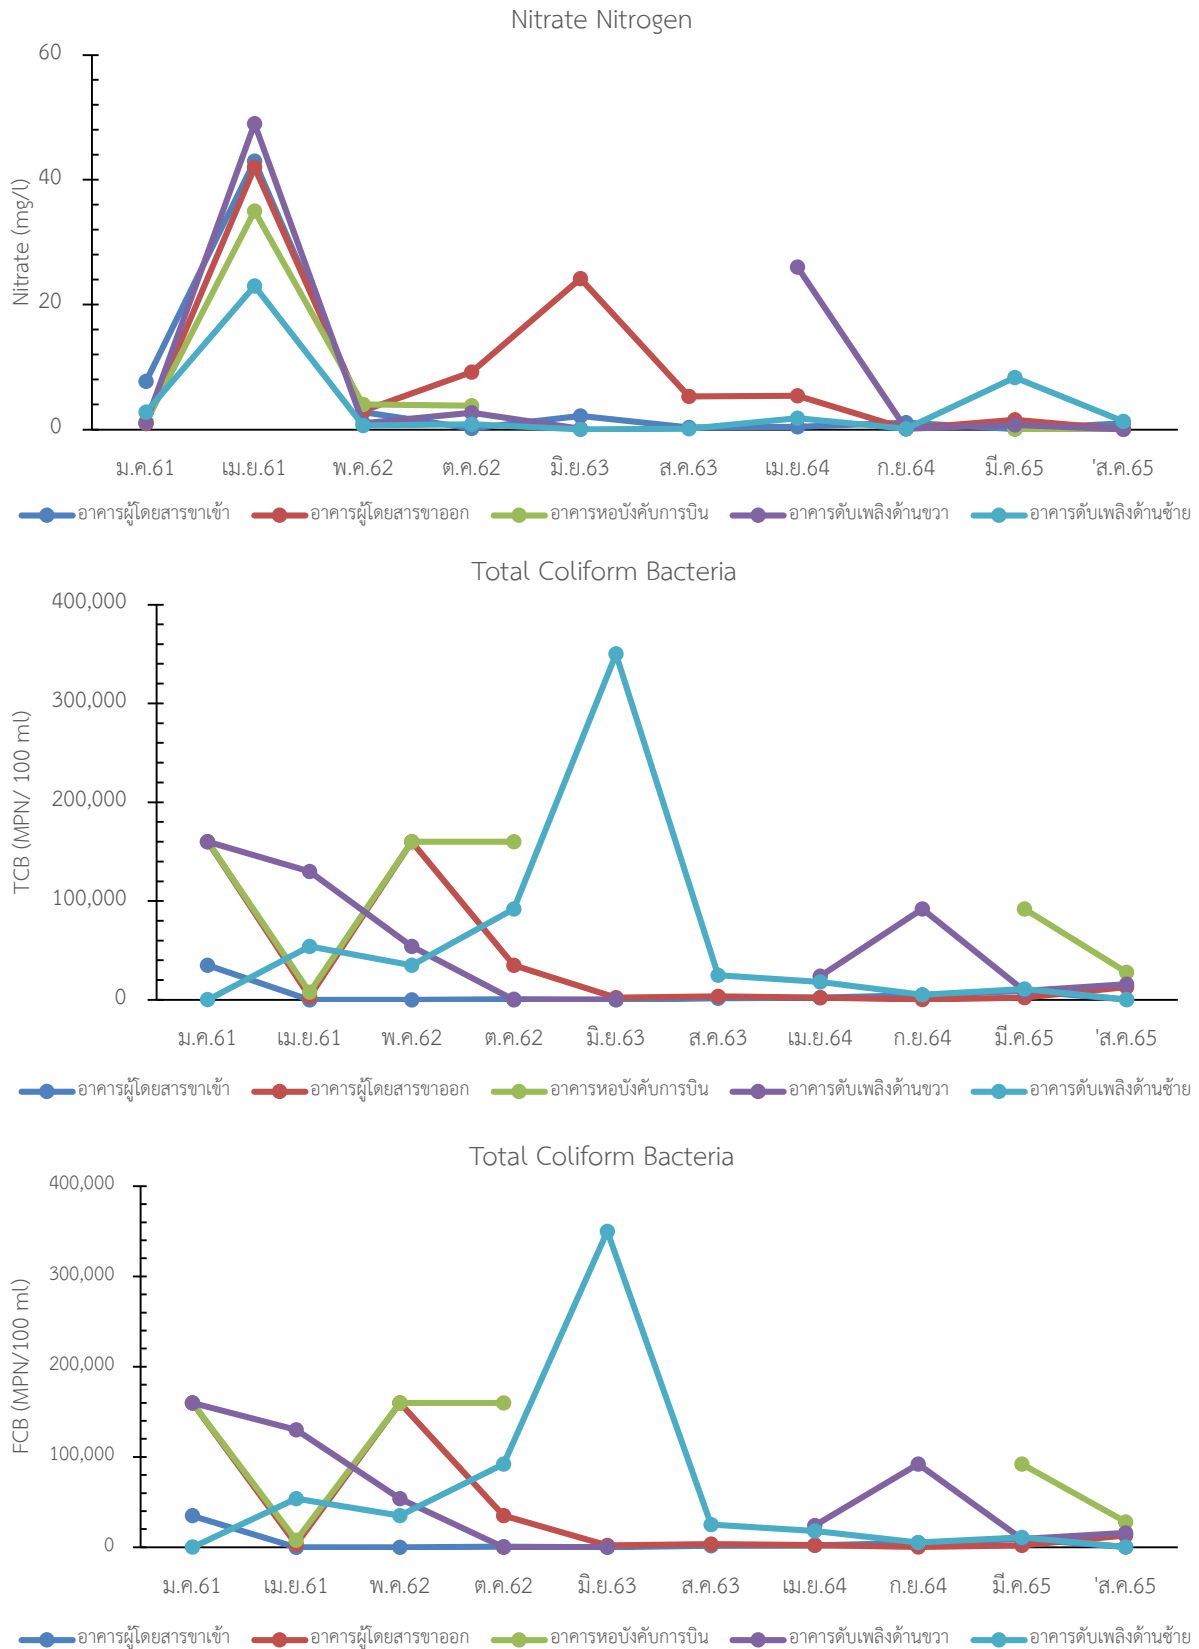 Nitrate Nitrogen
60
40
20
0
Nitrate (mg/l)
ม.ค.61 เม.ย.61 พ.ค.62 ต.ค.62 มิ.ย.63 ส.ค.63 เม.ย.64 ก.ย.64 มี.ค.65 'ส.ค.65
อาคารผู้โดยสารขาเข้า อาคารผู้โดยสารขาออก อาคารหอบังคับการบิน อาคารดับเพลิงด้านขวา อาคารดับเพลิงด้านซ้าย
Total Coliform Bacteria
400,000
300,000
200,000
100,000
0
TCB (MPN/ 100 ml)
ม.ค.61 เม.ย.61 พ.ค.62 ต.ค.62 มิ.ย.63 ส.ค.63 เม.ย.64 ก.ย.64 มี.ค.65 'ส.ค.65
อาคารผู้โดยสารขาเข้า อาคารผู้โดยสารขาออก อาคารหอบังคับการบิน อาคารดับเพลิงด้านขวา อาคารดับเพลิงด้านซ้าย
Total Coliform Bacteria
400,000
300,000
200,000
100,000
0
FCB (MPN/100 ml)
ม.ค.61 เม.ย.61 พ.ค.62 ต.ค.62 มิ.ย.63 ส.ค.63 เม.ย.64 ก.ย.64 มี.ค.65 'ส.ค.65
อาคารผู้โดยสารขาเข้า อาคารผู้โดยสารขาออก อาคารหอบังคับการบิน อาคารดับเพลิงด้านขวา อาคารดับเพลิงด้านซ้าย